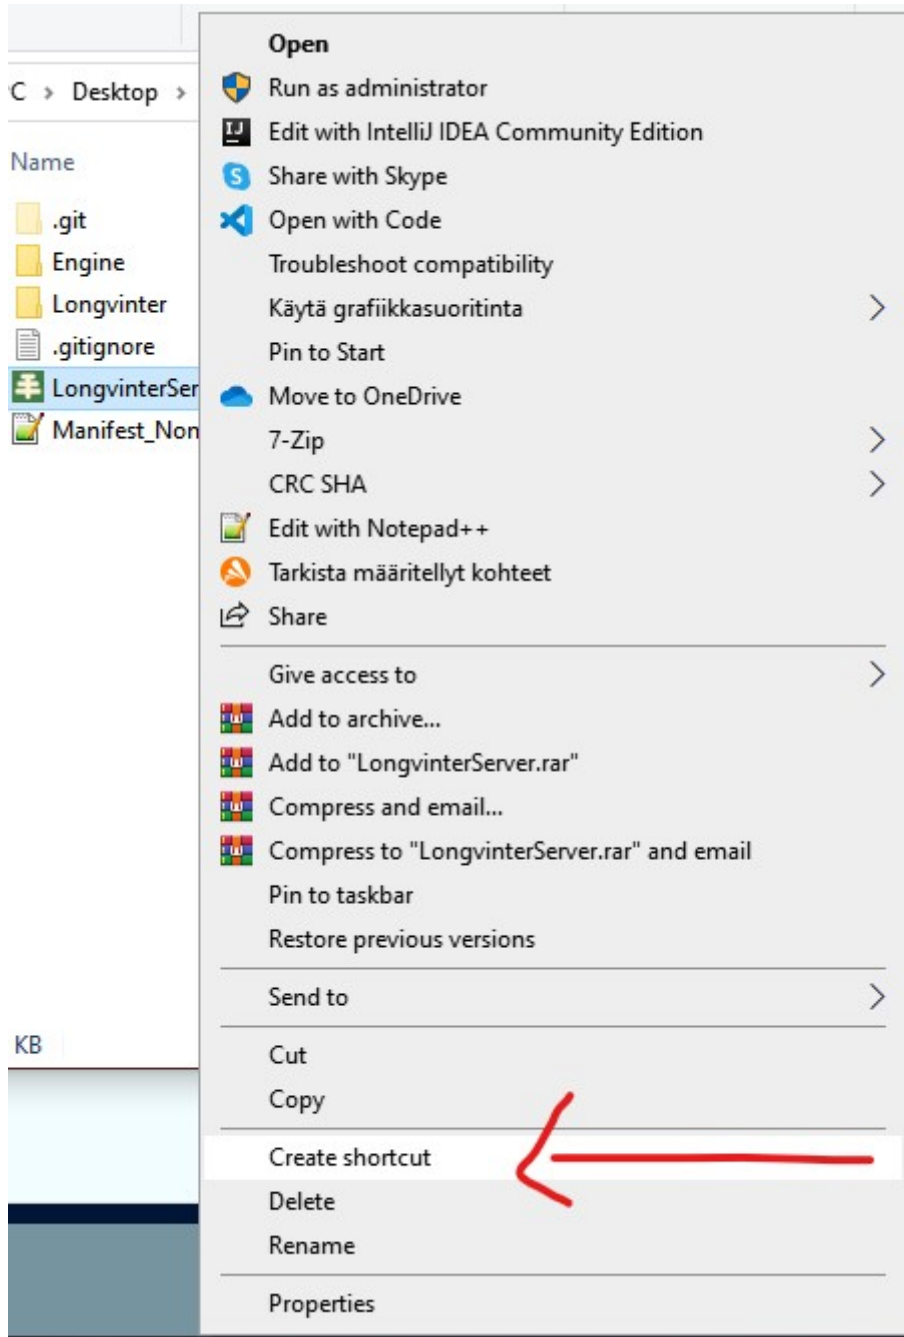 C > Desktop >
Name
.git
Engine
Longvinter
.gitignore
LongvinterSer
Manifest_Non
KB
Open
Run as administrator
Edit with IntelliJ IDEA Community Edition
Share with Skype
Open with Code
Troubleshoot compatibility
Käytä grafiikkasuoritinta
Pin to Start
Move to OneDrive
7-Zip
CRC SHA
Edit with Notepad++
Tarkista määritellyt kohteet
Share
Give access to
Add to archive...
Add to "LongvinterServer.rar"
Compress and email...
Compress to "LongvinterServer.rar" and email
Pin to taskbar
Restore previous versions
Send to
Cut
Copy
Create shortcut
Delete
Rename
Properties